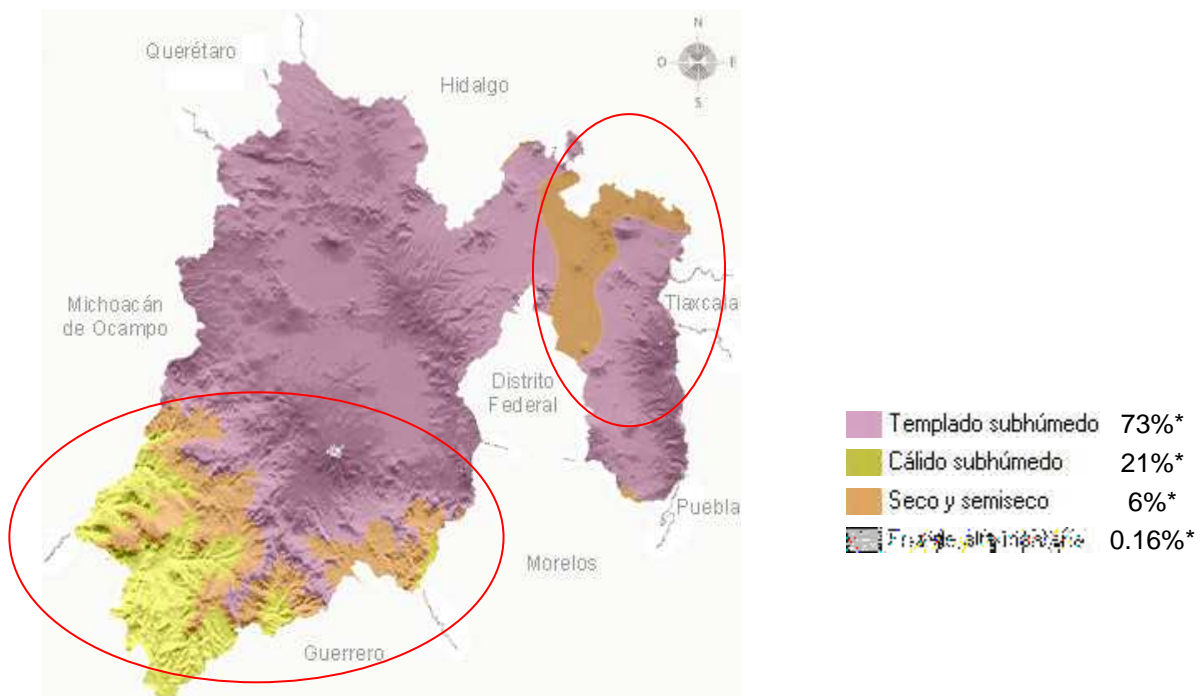 Querétaro
Hidalgo
N
O
E
S
Michoacán
de Ocampo
Tlaxcala
Distrito
Federal
Puebla
Morelos
Guerrero
Templado subhúmedo 73%*
Cálido subhúmedo 21%*
Seco y semiseco 6%*
0.16%*